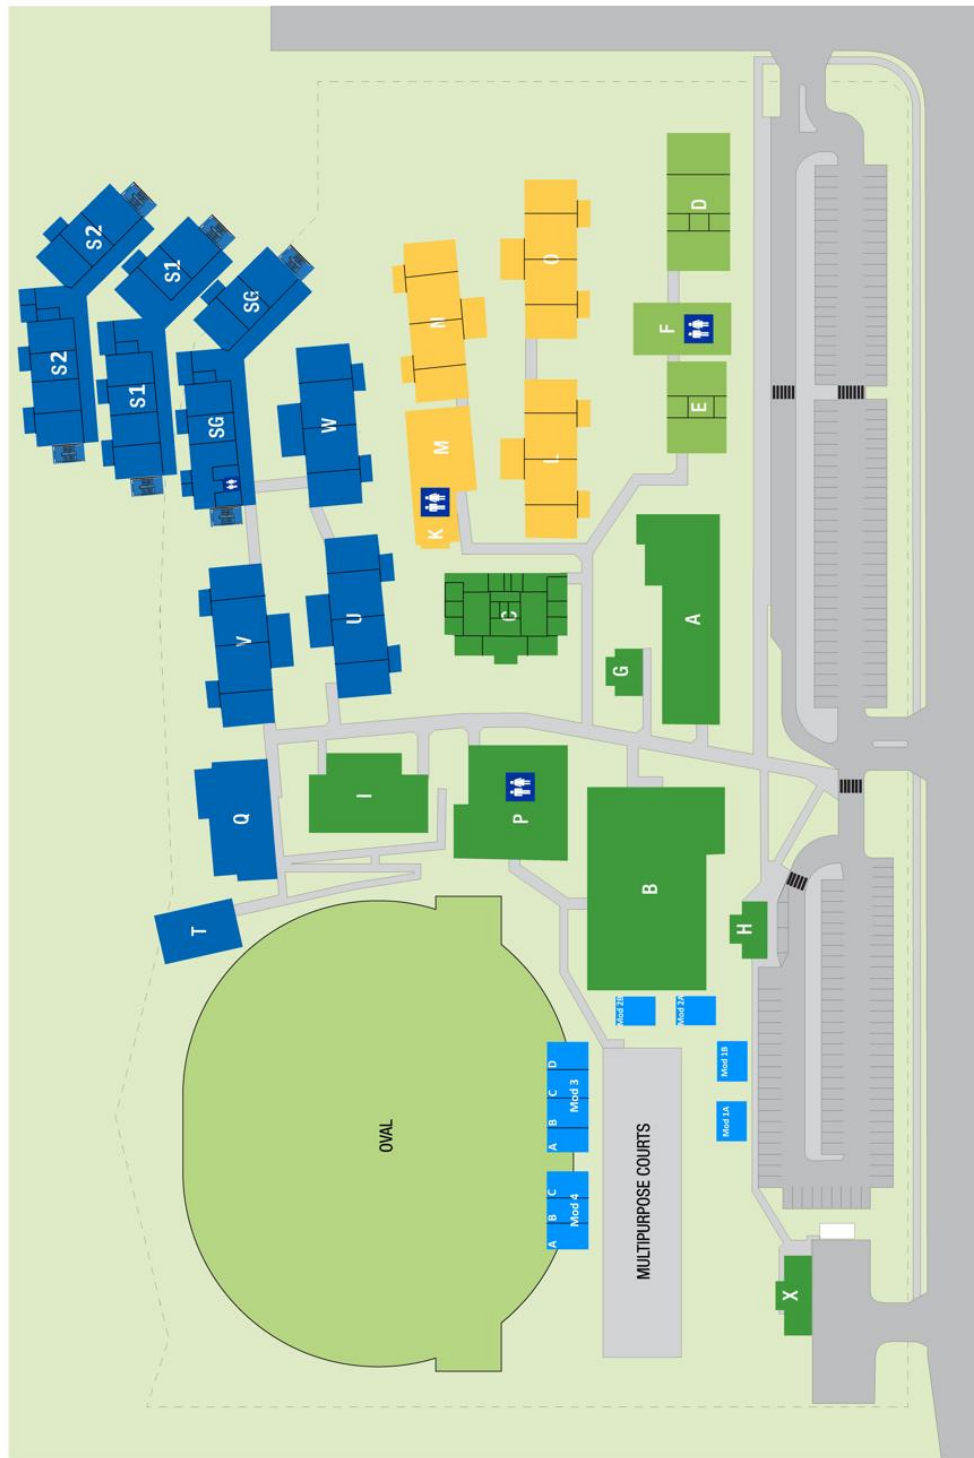 S2
S1
SG
S2
S1
SG
W
V
U
Q
T
N
M
K
O
L
D
F
E
C
G
A
I
P
B
H
Mod 2B
Mod 2A
Mod 1B
Mod 1A
A B C D
Mod 3
A B C
Mod 4
OVAL
MULTIPURPOSE COURTS
X